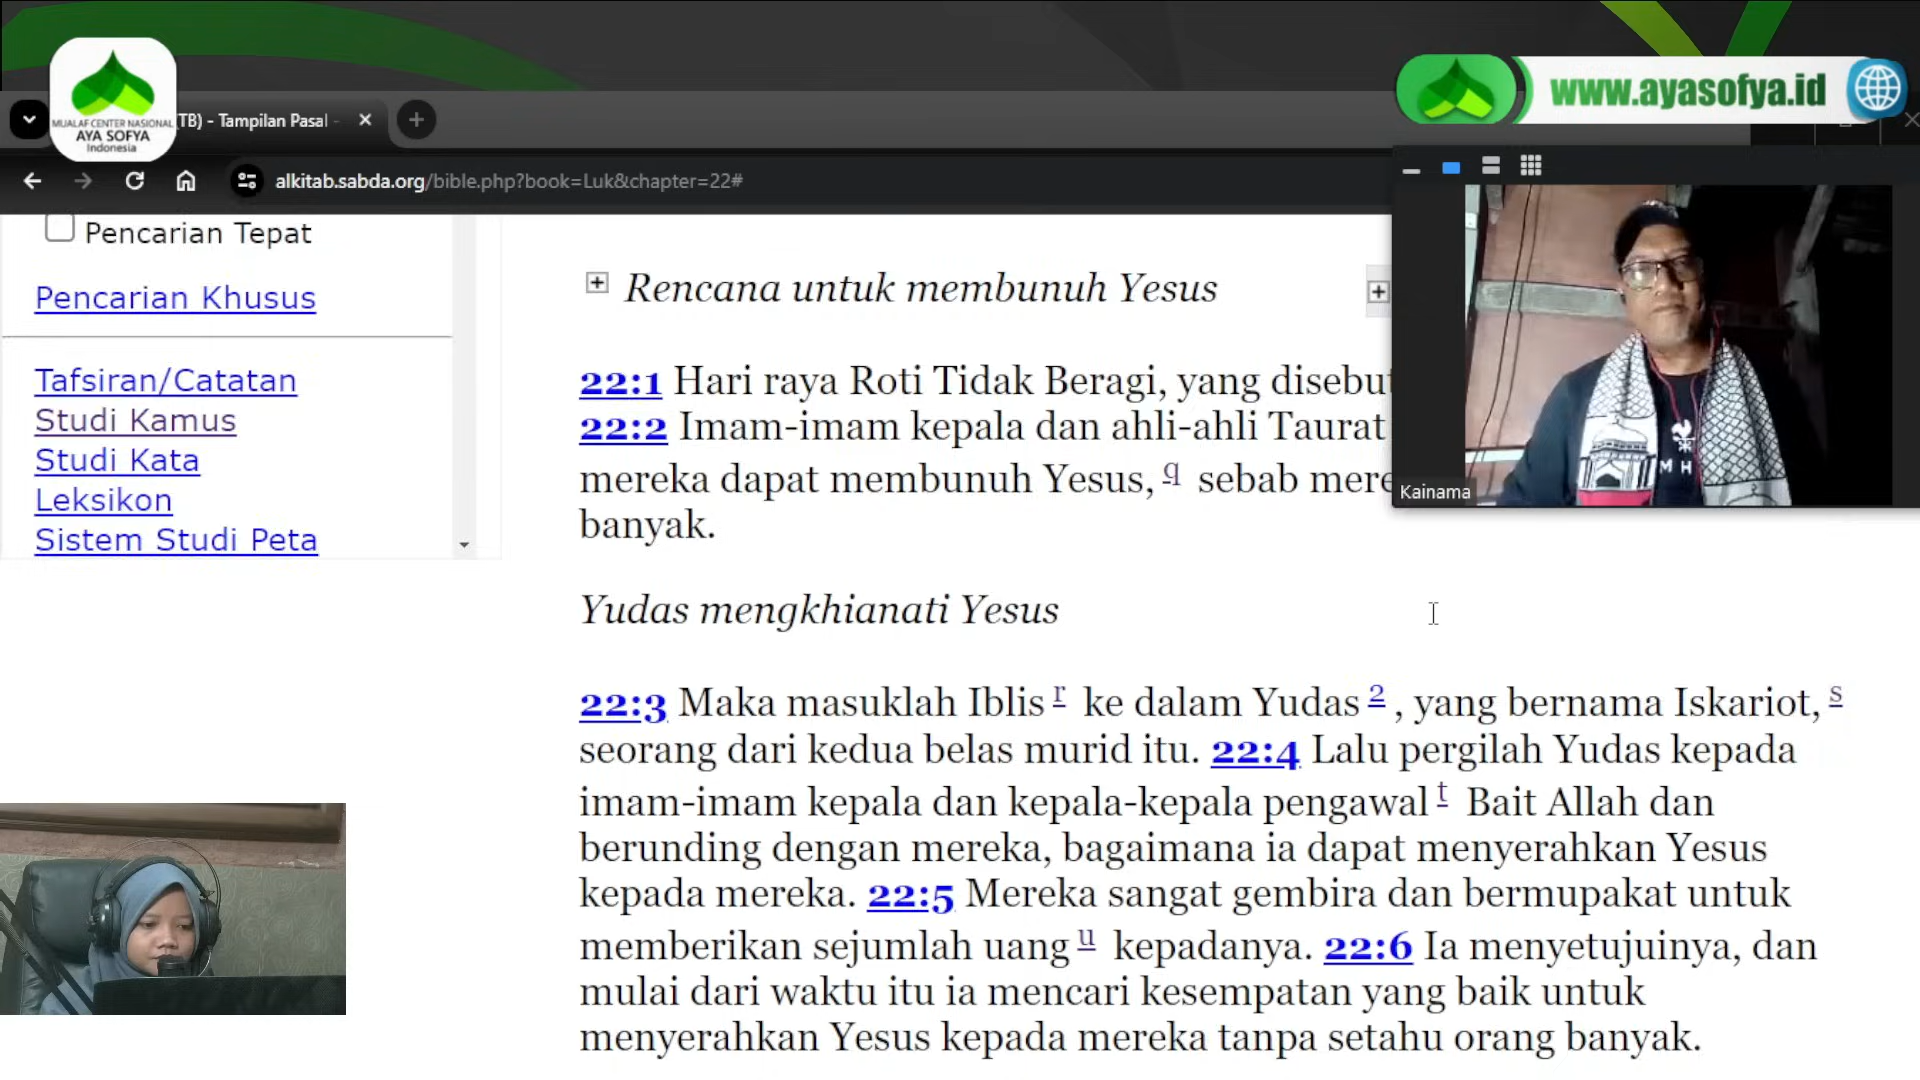 MUALAF CENTER NASIONAL
AYA SOFYA
Indonesia
www.ayasofya.id
(TB) - Tampilan Pasal -
alkitab.sabda.org/bible.php?book=Luk&chapter=22#
Pencarian Tepat
Pencarian Khusus
Tafsiran/Catatan
Studi Kamus
Studi Kata
Leksikon
Sistem Studi Peta
Rencana untuk membunuh Yesus
22:1 Hari raya Roti Tidak Beragi, yang disebut
22:2 Imam-imam kepala dan ahli-ahli Taurat
mereka dapat membunuh Yesus, q sebab mere
banyak.
Yudas mengkhianati Yesus
22:3 Maka masuklah Iblis r ke dalam Yudas 2 , yang bernama Iskariot, s
seorang dari kedua belas murid itu. 22:4 Lalu pergilah Yudas kepada
imam-imam kepala dan kepala-kepala pengawal t Bait Allah dan
berunding dengan mereka, bagaimana ia dapat menyerahkan Yesus
kepada mereka. 22:5 Mereka sangat gembira dan bermupakat untuk
memberikan sejumlah uang u kepadanya. 22:6 Ia menyetujuinya, dan
mulai dari waktu itu ia mencari kesempatan yang baik untuk
menyerahkan Yesus kepada mereka tanpa setahu orang banyak.
Kainama